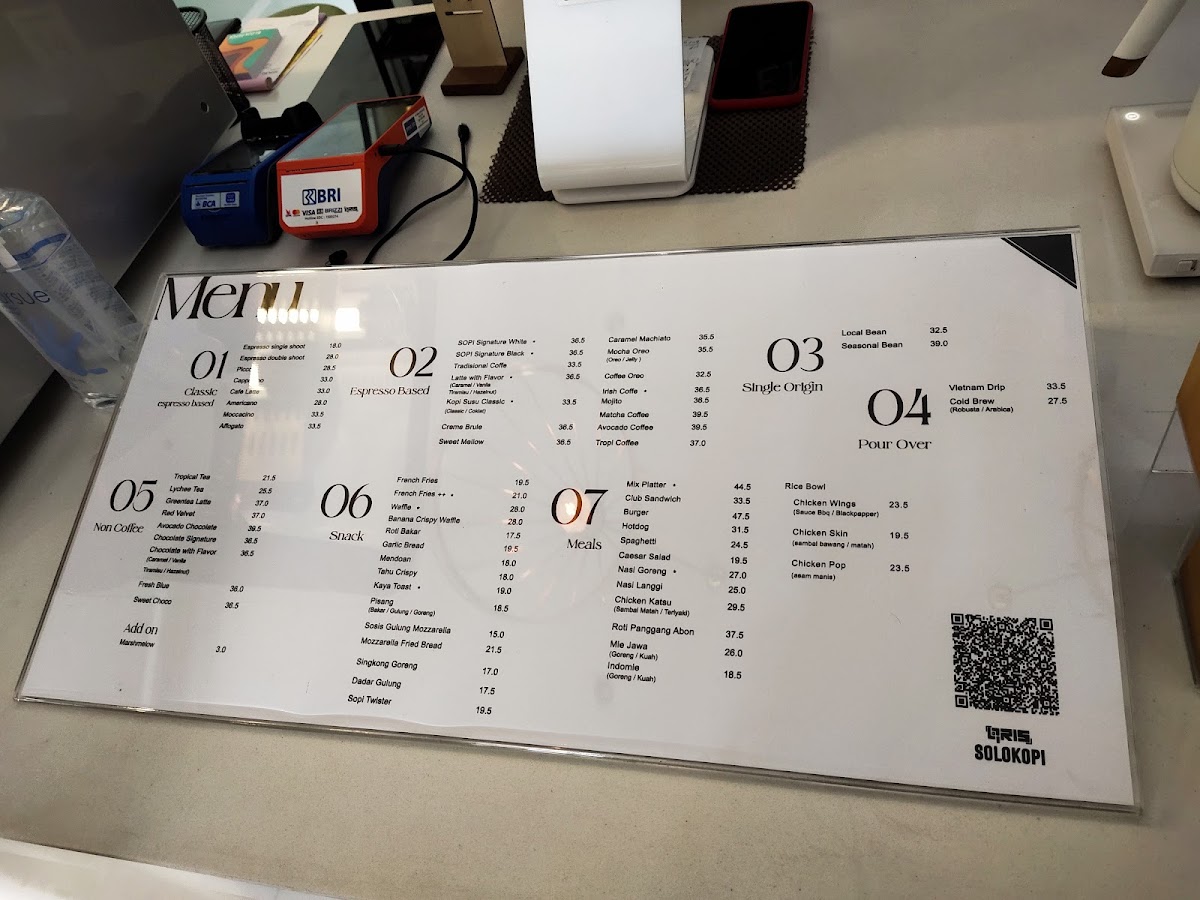 BCA
BRI
VISA
Menu
01
Classic
espresso based
Espresso single shoot 18.0
Espresso double shoot 28.0
Piccolo 28.5
Cappucino 33.0
Cafe Latte 33.0
Americano 28.0
Moccacino 33.5
Affogato 33.5
02
Espresso Based
SOPI Signature White • 36.5
SOPI Signature Black • 36.5
Tradisional Coffe 33.5
Latte with Flavor • 36.5
(Caramel / Vanila
Tiramisu / Hazelnut)
Kopi Susu Classic • 33.5
(Classic / Coklat)
Creme Brule 36.5
Sweet Mellow 36.5
Caramel Machiato 35.5
Mocha Oreo 35.5
(Oreo / Jelly)
Coffee Oreo 32.5
Irish Coffe • 36.5
Mojito 36.5
Matcha Coffee 39.5
Avocado Coffee 39.5
Tropi Coffee 37.0
03
SIngle Origin
Local Bean 32.5
Seasonal Bean 39.0
04
Pour Over
Vietnam Drip 33.5
Cold Brew 27.5
(Robusta / Arabica)
05
Non Coffee
Tropical Tea 21.5
Lychee Tea 25.5
Greentea Latte 37.0
Red Velvet 37.0
Avocado Chocolate 39.5
Chocolate Signature 36.5
Chocolate with Flavor 36.5
(Caramel / Vanila
Tiramisu / Hazelnut)
Fresh Blue 36.0
Sweet Choco 36.5
Add on
Marshmelow 3.0
06
Snack
French Fries 19.5
French Fries ++ • 21.0
Waffle • 28.0
Banana Crispy Waffle 28.0
Roti Bakar 17.5
Garlic Bread 19.5
Mendoan 18.0
Tahu Crispy 18.0
Kaya Toast • 19.0
Pisang 18.5
(Bakar / Gulung / Goreng)
Sosis Gulung Mozzarella 15.0
Mozzarella Fried Bread 21.5
Singkong Goreng 17.0
Dadar Gulung 17.5
Sopi Twister 19.5
07
Meals
Mix Platter • 44.5
Club Sandwich 33.5
Burger 47.5
Hotdog 31.5
Spaghetti 24.5
Caesar Salad 19.5
Nasi Goreng • 27.0
Nasi Langgi 25.0
Chicken Katsu 29.5
(Sambal Matah / Teriyaki)
Roti Panggang Abon 37.5
Mie Jawa 26.0
(Goreng / Kuah)
Indomie 18.5
(Goreng / Kuah)
Rice Bowl
Chicken Wings 23.5
(Sauce Bbq / Blackpapper)
Chicken Skin 19.5
(sambal bawang / matah)
Chicken Pop 23.5
(asam manis)
QRIS
SOLOKOPI